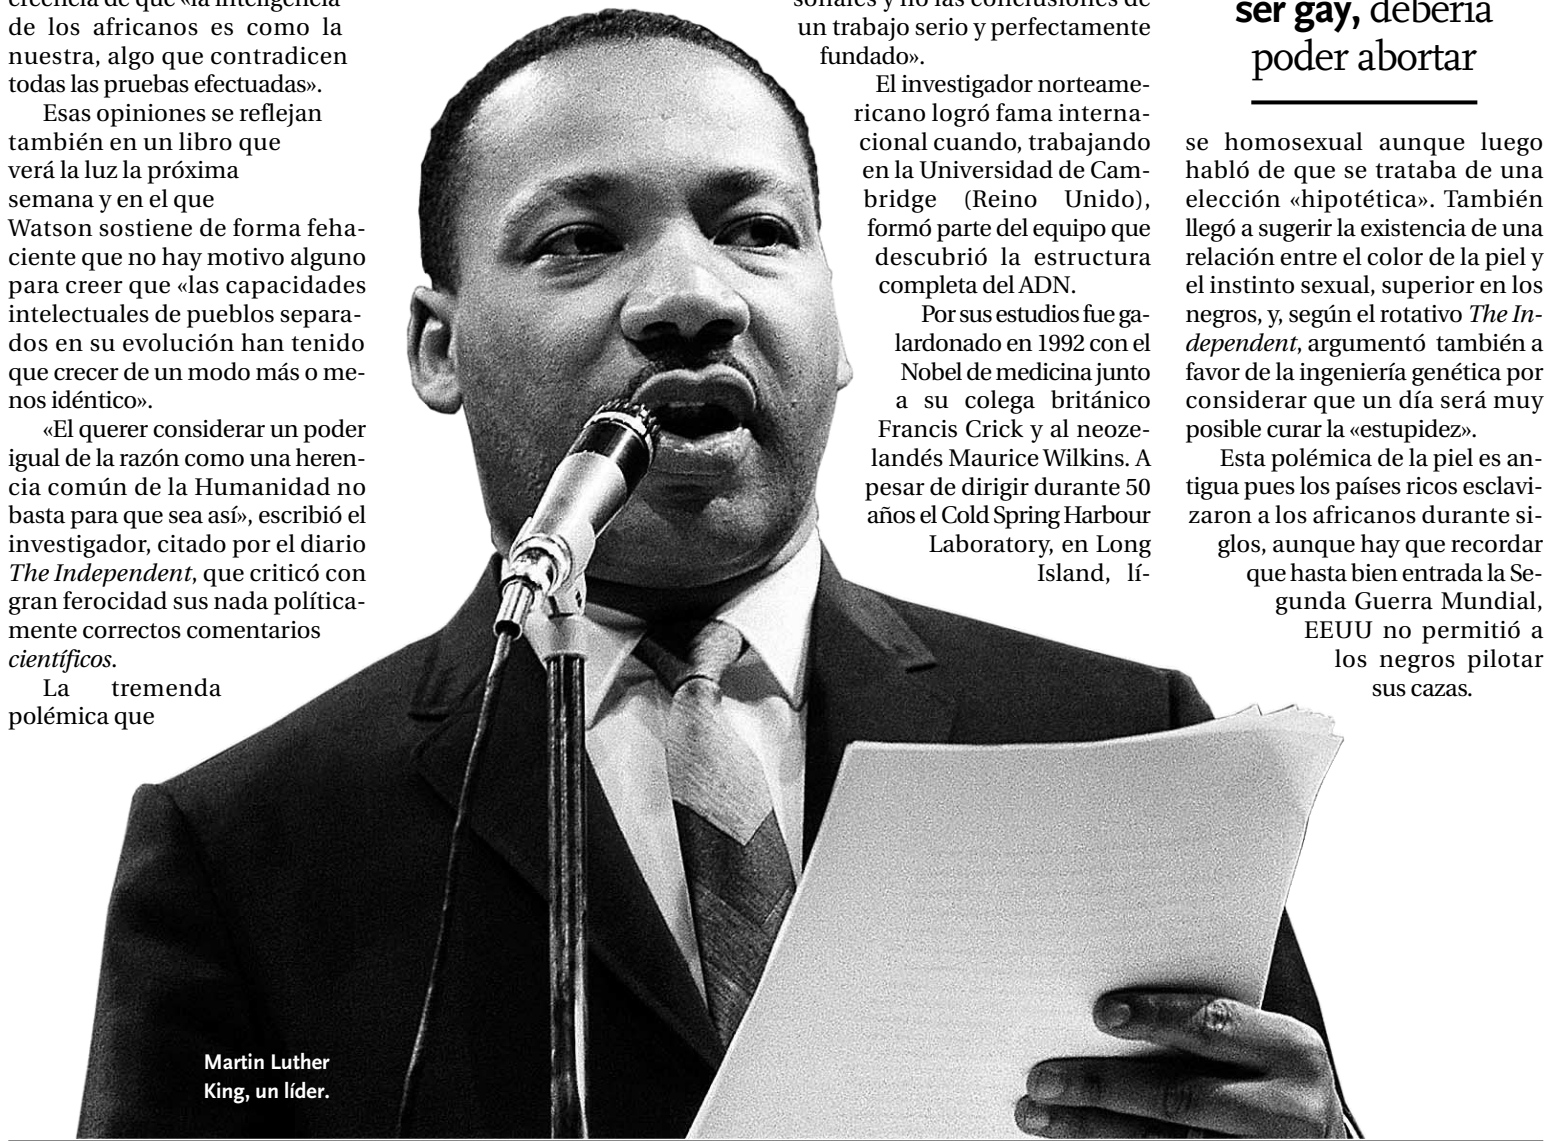 creencia de que «la inteligencia
de los africanos es como la
nuestra, algo que contradicen
todas las pruebas efectuadas».
Esas opiniones se reflejan
también en un libro que
verá la luz la próxima
semana y en el que
Watson sostiene de forma feha-
ciente que no hay motivo alguno
para creer que «las capacidades
intelectuales de pueblos separa-
dos en su evolución han tenido
que crecer de un modo más o me-
nos idéntico».
«El querer considerar un poder
igual de la razón como una heren-
cia común de la Humanidad no
basta para que sea así», escribió el
investigador, citado por el diario
The Independent, que criticó con
gran ferocidad sus nada política-
mente correctos comentarios
científicos.
La tremenda
polémica que
sonales y no las conclusiones de
un trabajo serio y perfectamente
fundado».
El investigador norteame-
ricano logró fama interna-
cional cuando, trabajando
en la Universidad de Cam-
bridge (Reino Unido),
formó parte del equipo que
descubrió la estructura
completa del ADN.
Por sus estudios fue ga-
lardonado en 1992 con el
Nobel de medicina junto
a su colega británico
Francis Crick y al neoze-
landés Maurice Wilkins. A
pesar de dirigir durante 50
años el Cold Spring Harbour
Laboratory, en Long
Island, lí-
ser gay, debería
poder abortar
se homosexual aunque luego
habló de que se trataba de una
elección «hipotética». También
llegó a sugerir la existencia de una
relación entre el color de la piel y
el instinto sexual, superior en los
negros, y, según el rotativo The In-
dependent, argumentó también a
favor de la ingeniería genética por
considerar que un día será muy
posible curar la «estupidez».
Esta polémica de la piel es an-
tigua pues los países ricos esclavi-
zaron a los africanos durante si-
glos, aunque hay que recordar
que hasta bien entrada la Se-
gunda Guerra Mundial,
EEUU no permitió a
los negros pilotar
sus cazas.
Martin Luther
King, un líder.